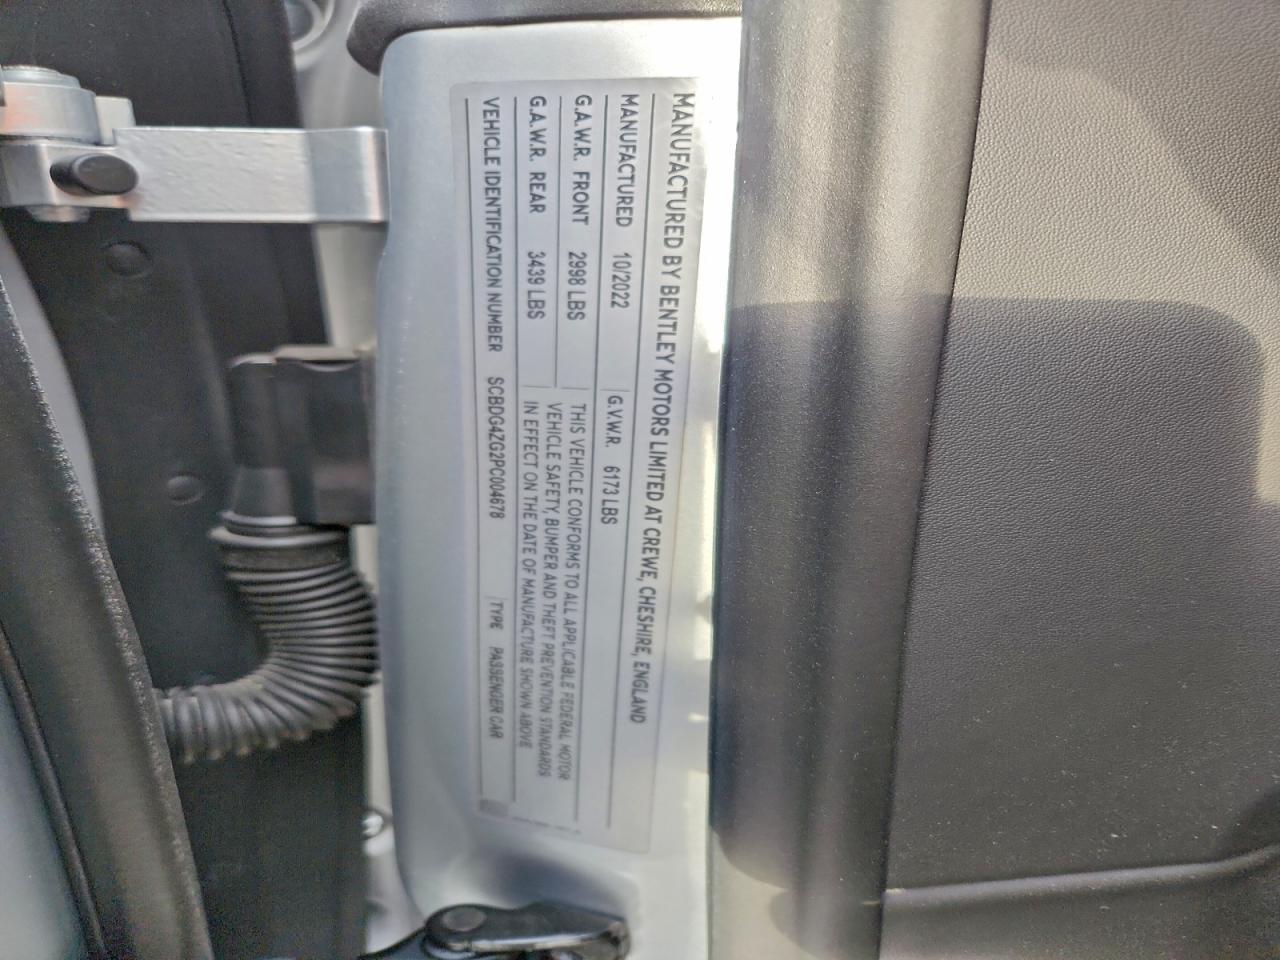 MANUFACTURED BY BENTLEY MOTORS LIMITED AT CREWE, CHESHIRE, ENGLAND
MANUFACTURED 10/2022 G.V.W.R. 6173 LBS
G.A.W.R. FRONT 2998 LBS
G.A.W.R. REAR 3439 LBS
THIS VEHICLE CONFORMS TO ALL APPLICABLE FEDERAL MOTOR
VEHICLE SAFETY, BUMPER AND THEFT PREVENTION STANDARDS
IN EFFECT ON THE DATE OF MANUFACTURE SHOWN ABOVE
VEHICLE IDENTIFICATION NUMBER SCBDG4ZG2PC004678 TYPE PASSENGER CAR